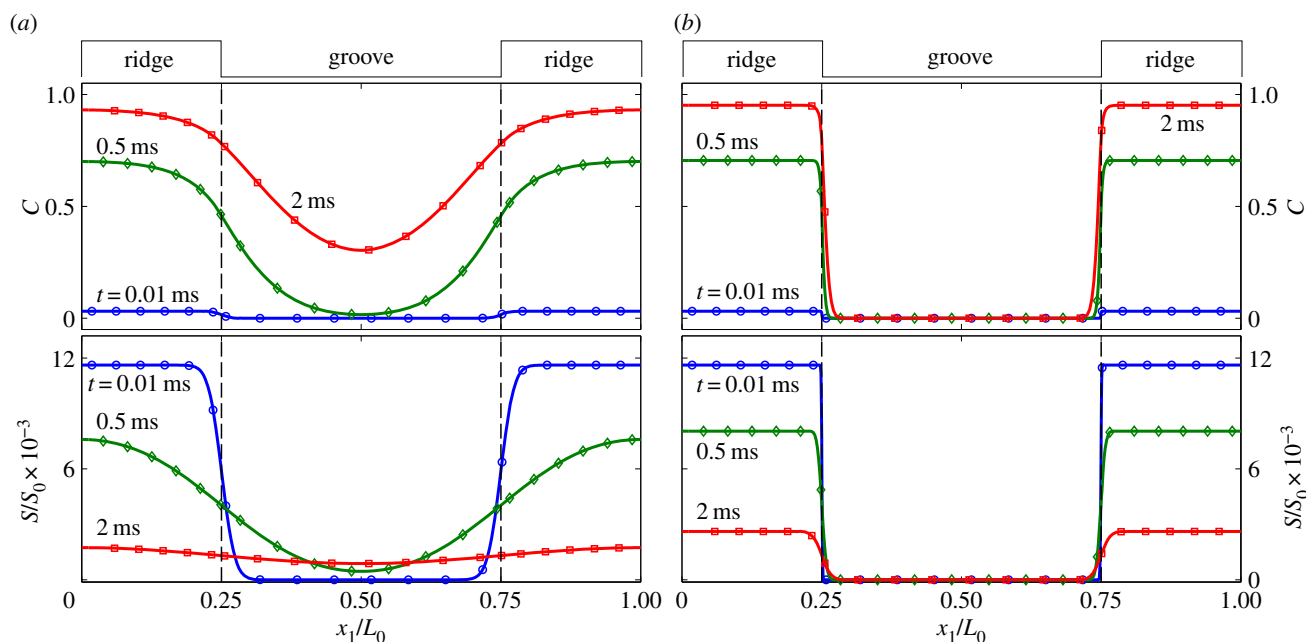 (a)
ridge groove ridge
1.0
0.5 ms
2 ms
C 0.5
t = 0.01 ms
0
12
t = 0.01 ms
0.5 ms
S/S₀ × 10⁻³
6
2 ms
0 0.25 0.50 0.75 1.00
x₁/L₀
(b)
ridge groove ridge
1.0
2 ms
0.5 ms
0.5 C
t = 0.01 ms
0
12
t = 0.01 ms
0.5 ms
6 S/S₀ × 10⁻³
2 ms
0
0 0.25 0.50 0.75 1.00
x₁/L₀